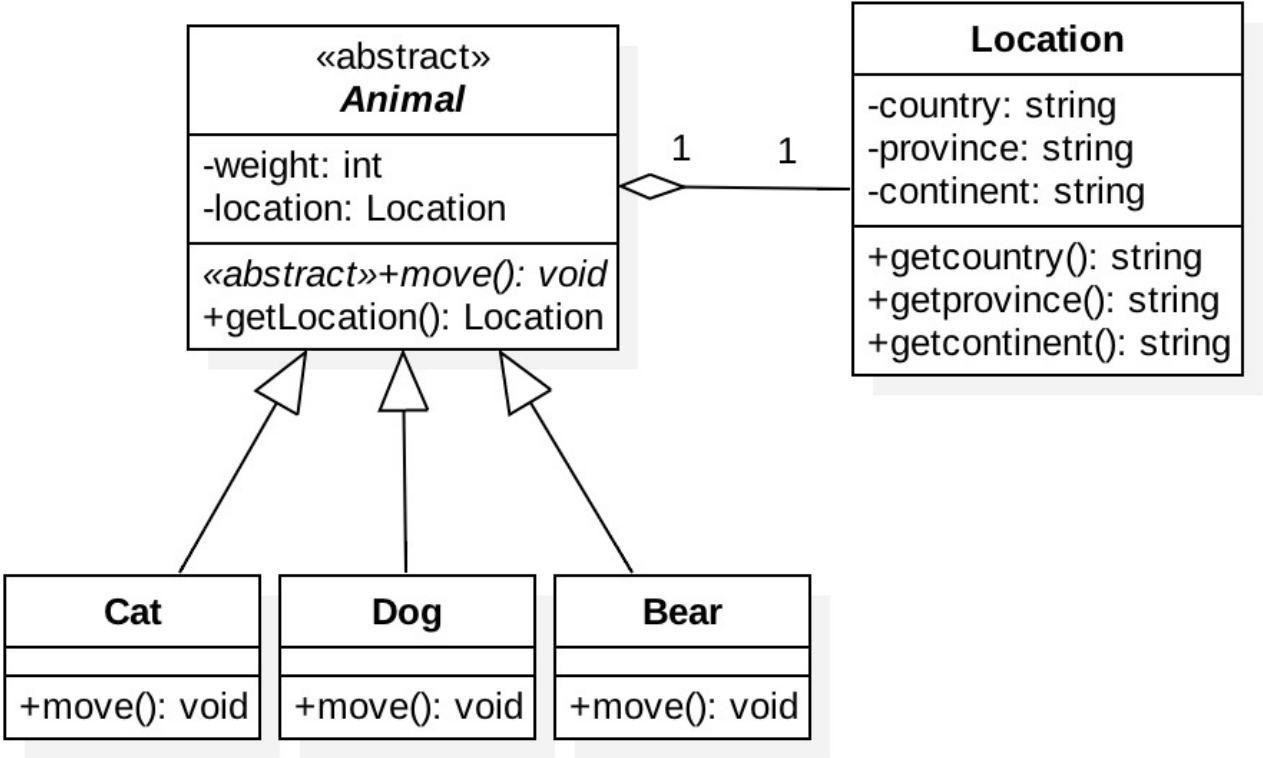 «abstract»
Animal
-weight: int
-location: Location
«abstract»+move(): void
+getLocation(): Location
1
1
Location
-country: string
-province: string
-continent: string
+getcountry(): string
+getprovince(): string
+getcontinent(): string
Cat
+move(): void
Dog
+move(): void
Bear
+move(): void